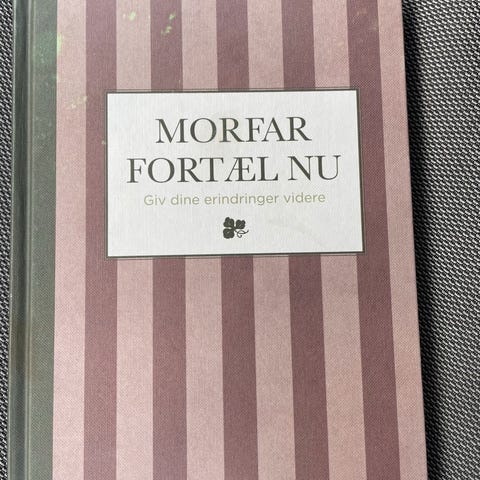 MORFAR
FORTÆL NU
Giv dine erindringer videre